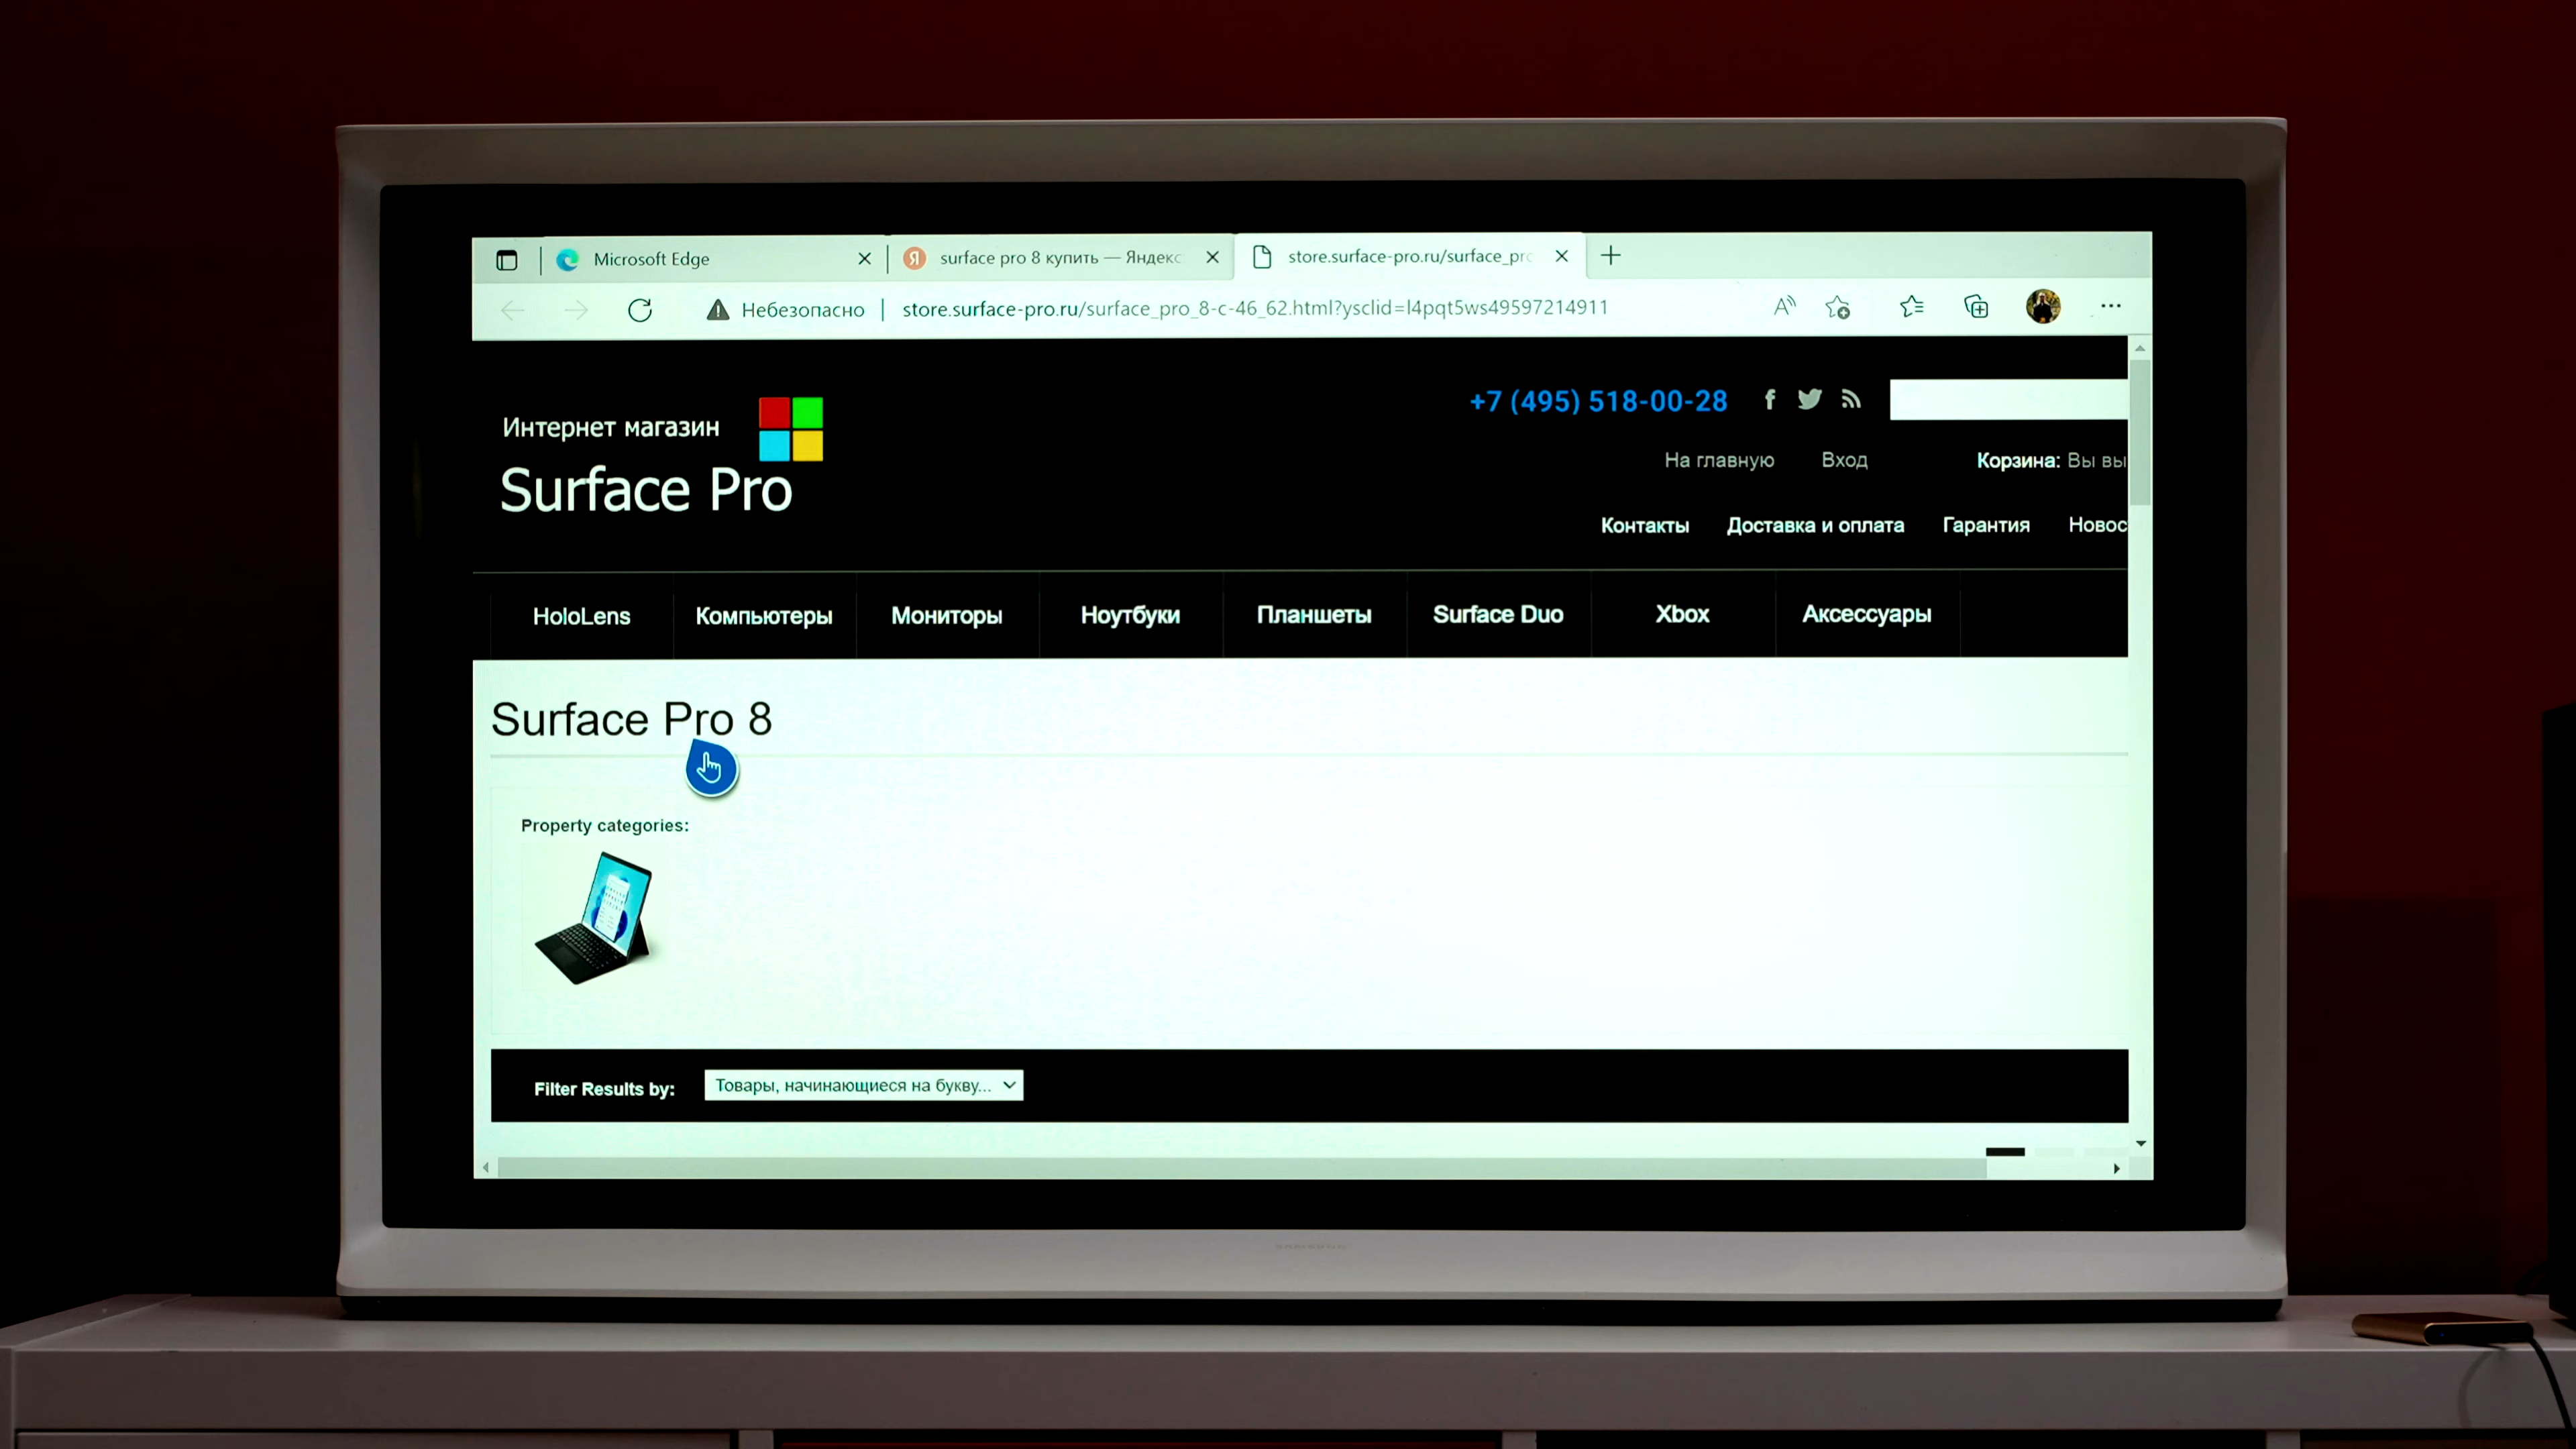 Microsoft Edge
surface pro 8 купить — Яндекс
store.surface-pro.ru/surface_pro
Небезопасно
store.surface-pro.ru/surface_pro_8-c-46_62.html?ysclid=l4pqt5ws49597214911
Интернет магазин
Surface Pro
+7 (495) 518-00-28
На главную
Вход
Корзина: Вы вы
Контакты
Доставка и оплата
Гарантия
Новос
HoloLens
Компьютеры
Мониторы
Ноутбуки
Планшеты
Surface Duo
Xbox
Аксессуары
Surface Pro 8
Property categories:
Filter Results by:
Товары, начинающиеся на букву...
SAMSUNG